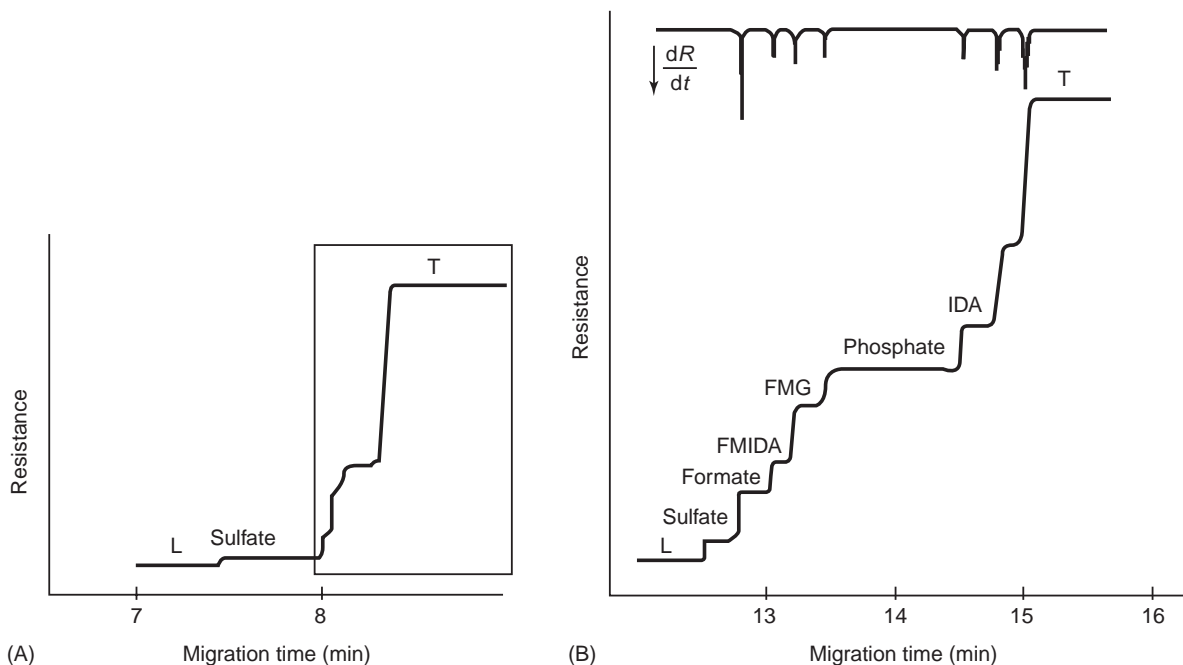 Resistance
L
Sulfate
T
7
8
(A)
Migration time (min)
dR
dt
Resistance
L
Sulfate
Formate
FMIDA
FMG
Phosphate
IDA
T
13
14
15
16
(B)
Migration time (min)